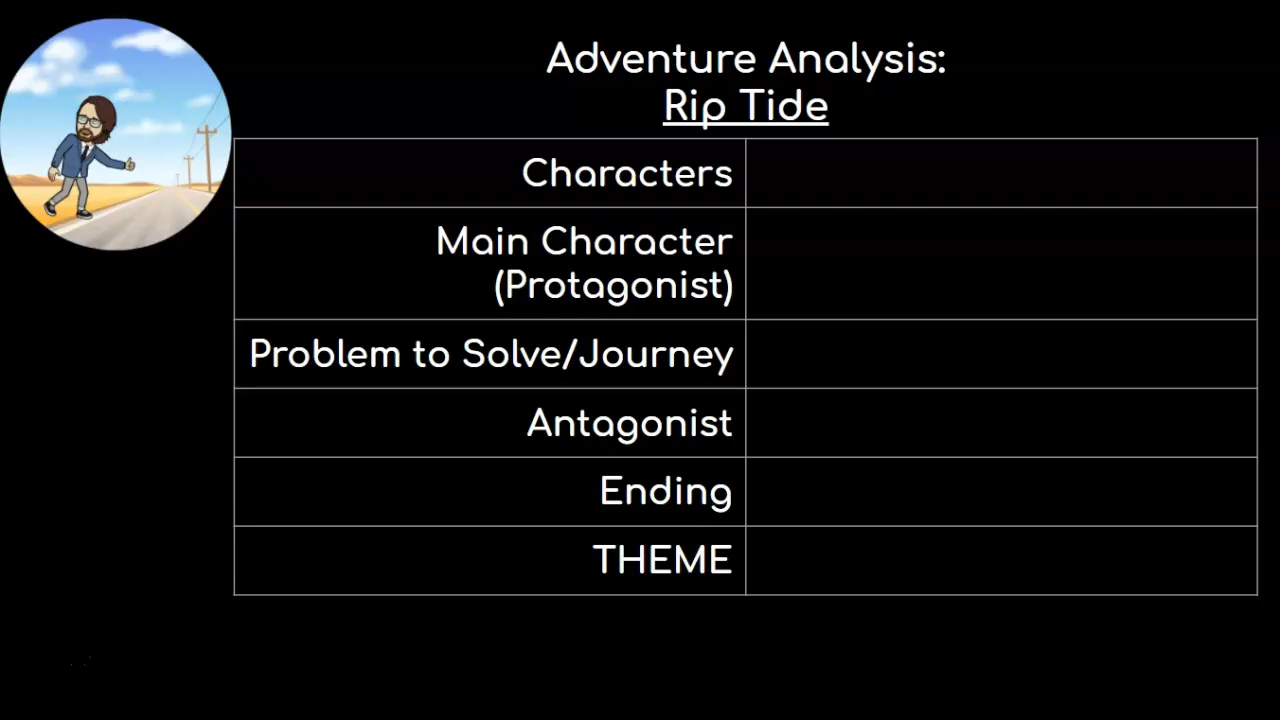 Adventure Analysis:
Rip Tide
Characters
Main Character
(Protagonist)
Problem to Solve/Journey
Antagonist
Ending
THEME